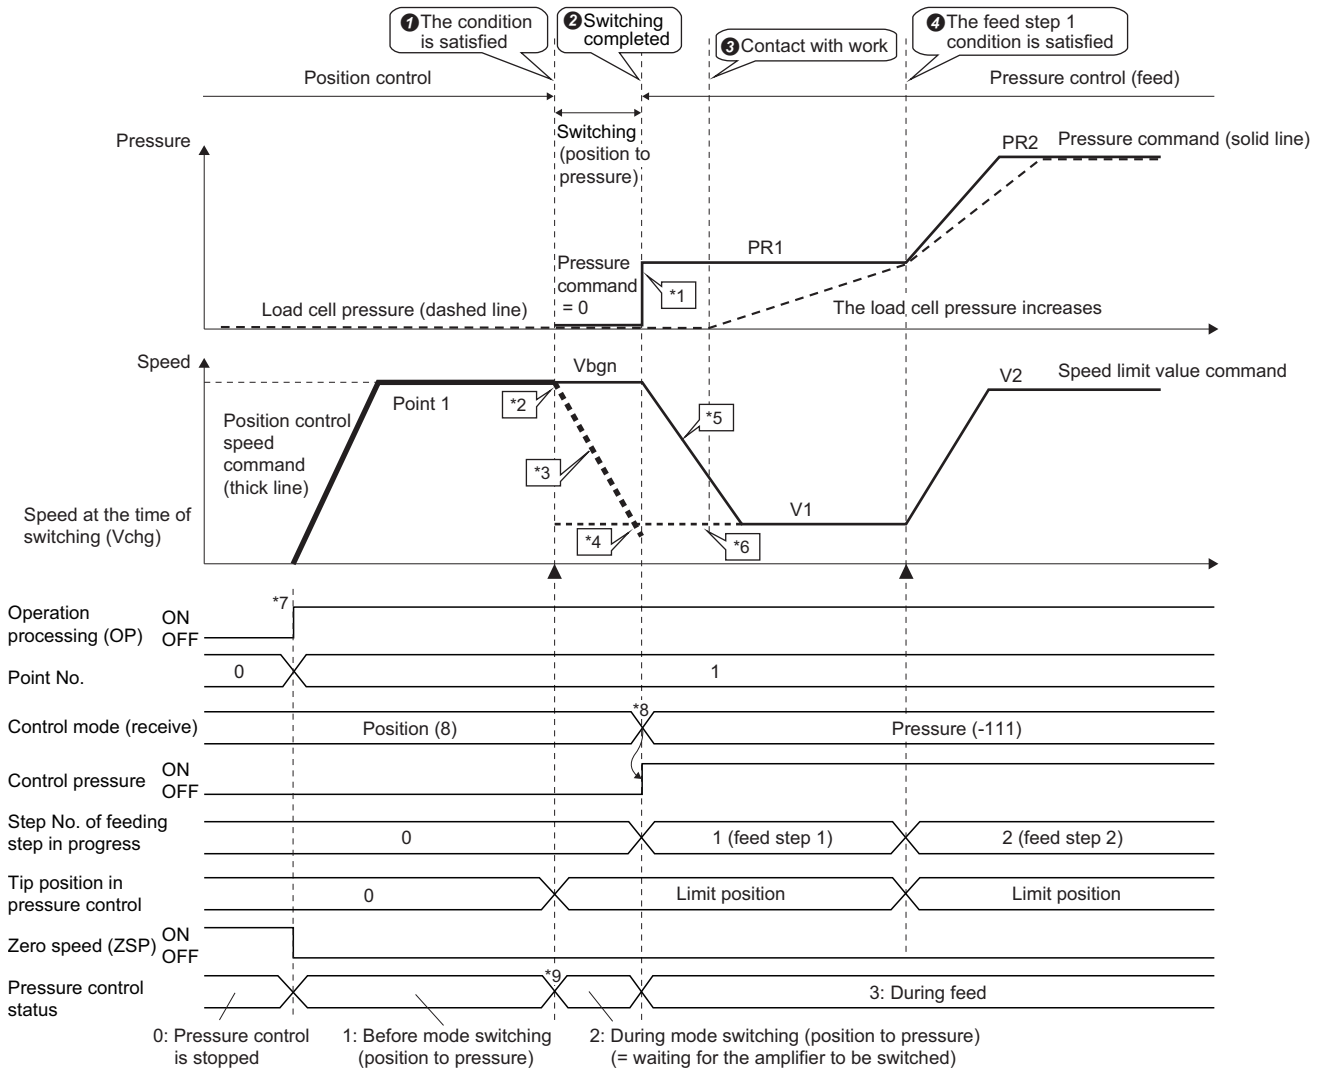 ❶The condition
is satisfied
❷Switching
completed
❸Contact with work
❹The feed step 1
condition is satisfied
Position control
Pressure control (feed)
Switching
(position to
pressure)
Pressure
PR2
Pressure command (solid line)
PR1
Pressure
command
= 0
*1
Load cell pressure (dashed line)
The load cell pressure increases
Speed
Vbgn
V2
Speed limit value command
Point 1
*2
*5
Position control
speed
command
(thick line)
*3
Speed at the time of
switching (Vchg)
V1
*4
*6
*7
Operation
processing (OP)
ON
OFF
Point No.
0
1
*8
Control mode (receive)
Position (8)
Pressure (-111)
Control pressure
ON
OFF
Step No. of feeding
step in progress
0
1 (feed step 1)
2 (feed step 2)
Tip position in
pressure control
0
Limit position
Limit position
Zero speed (ZSP)
ON
OFF
*9
Pressure control
status
3: During feed
0: Pressure control
is stopped
1: Before mode switching
(position to pressure)
2: During mode switching (position to pressure)
(= waiting for the amplifier to be switched)